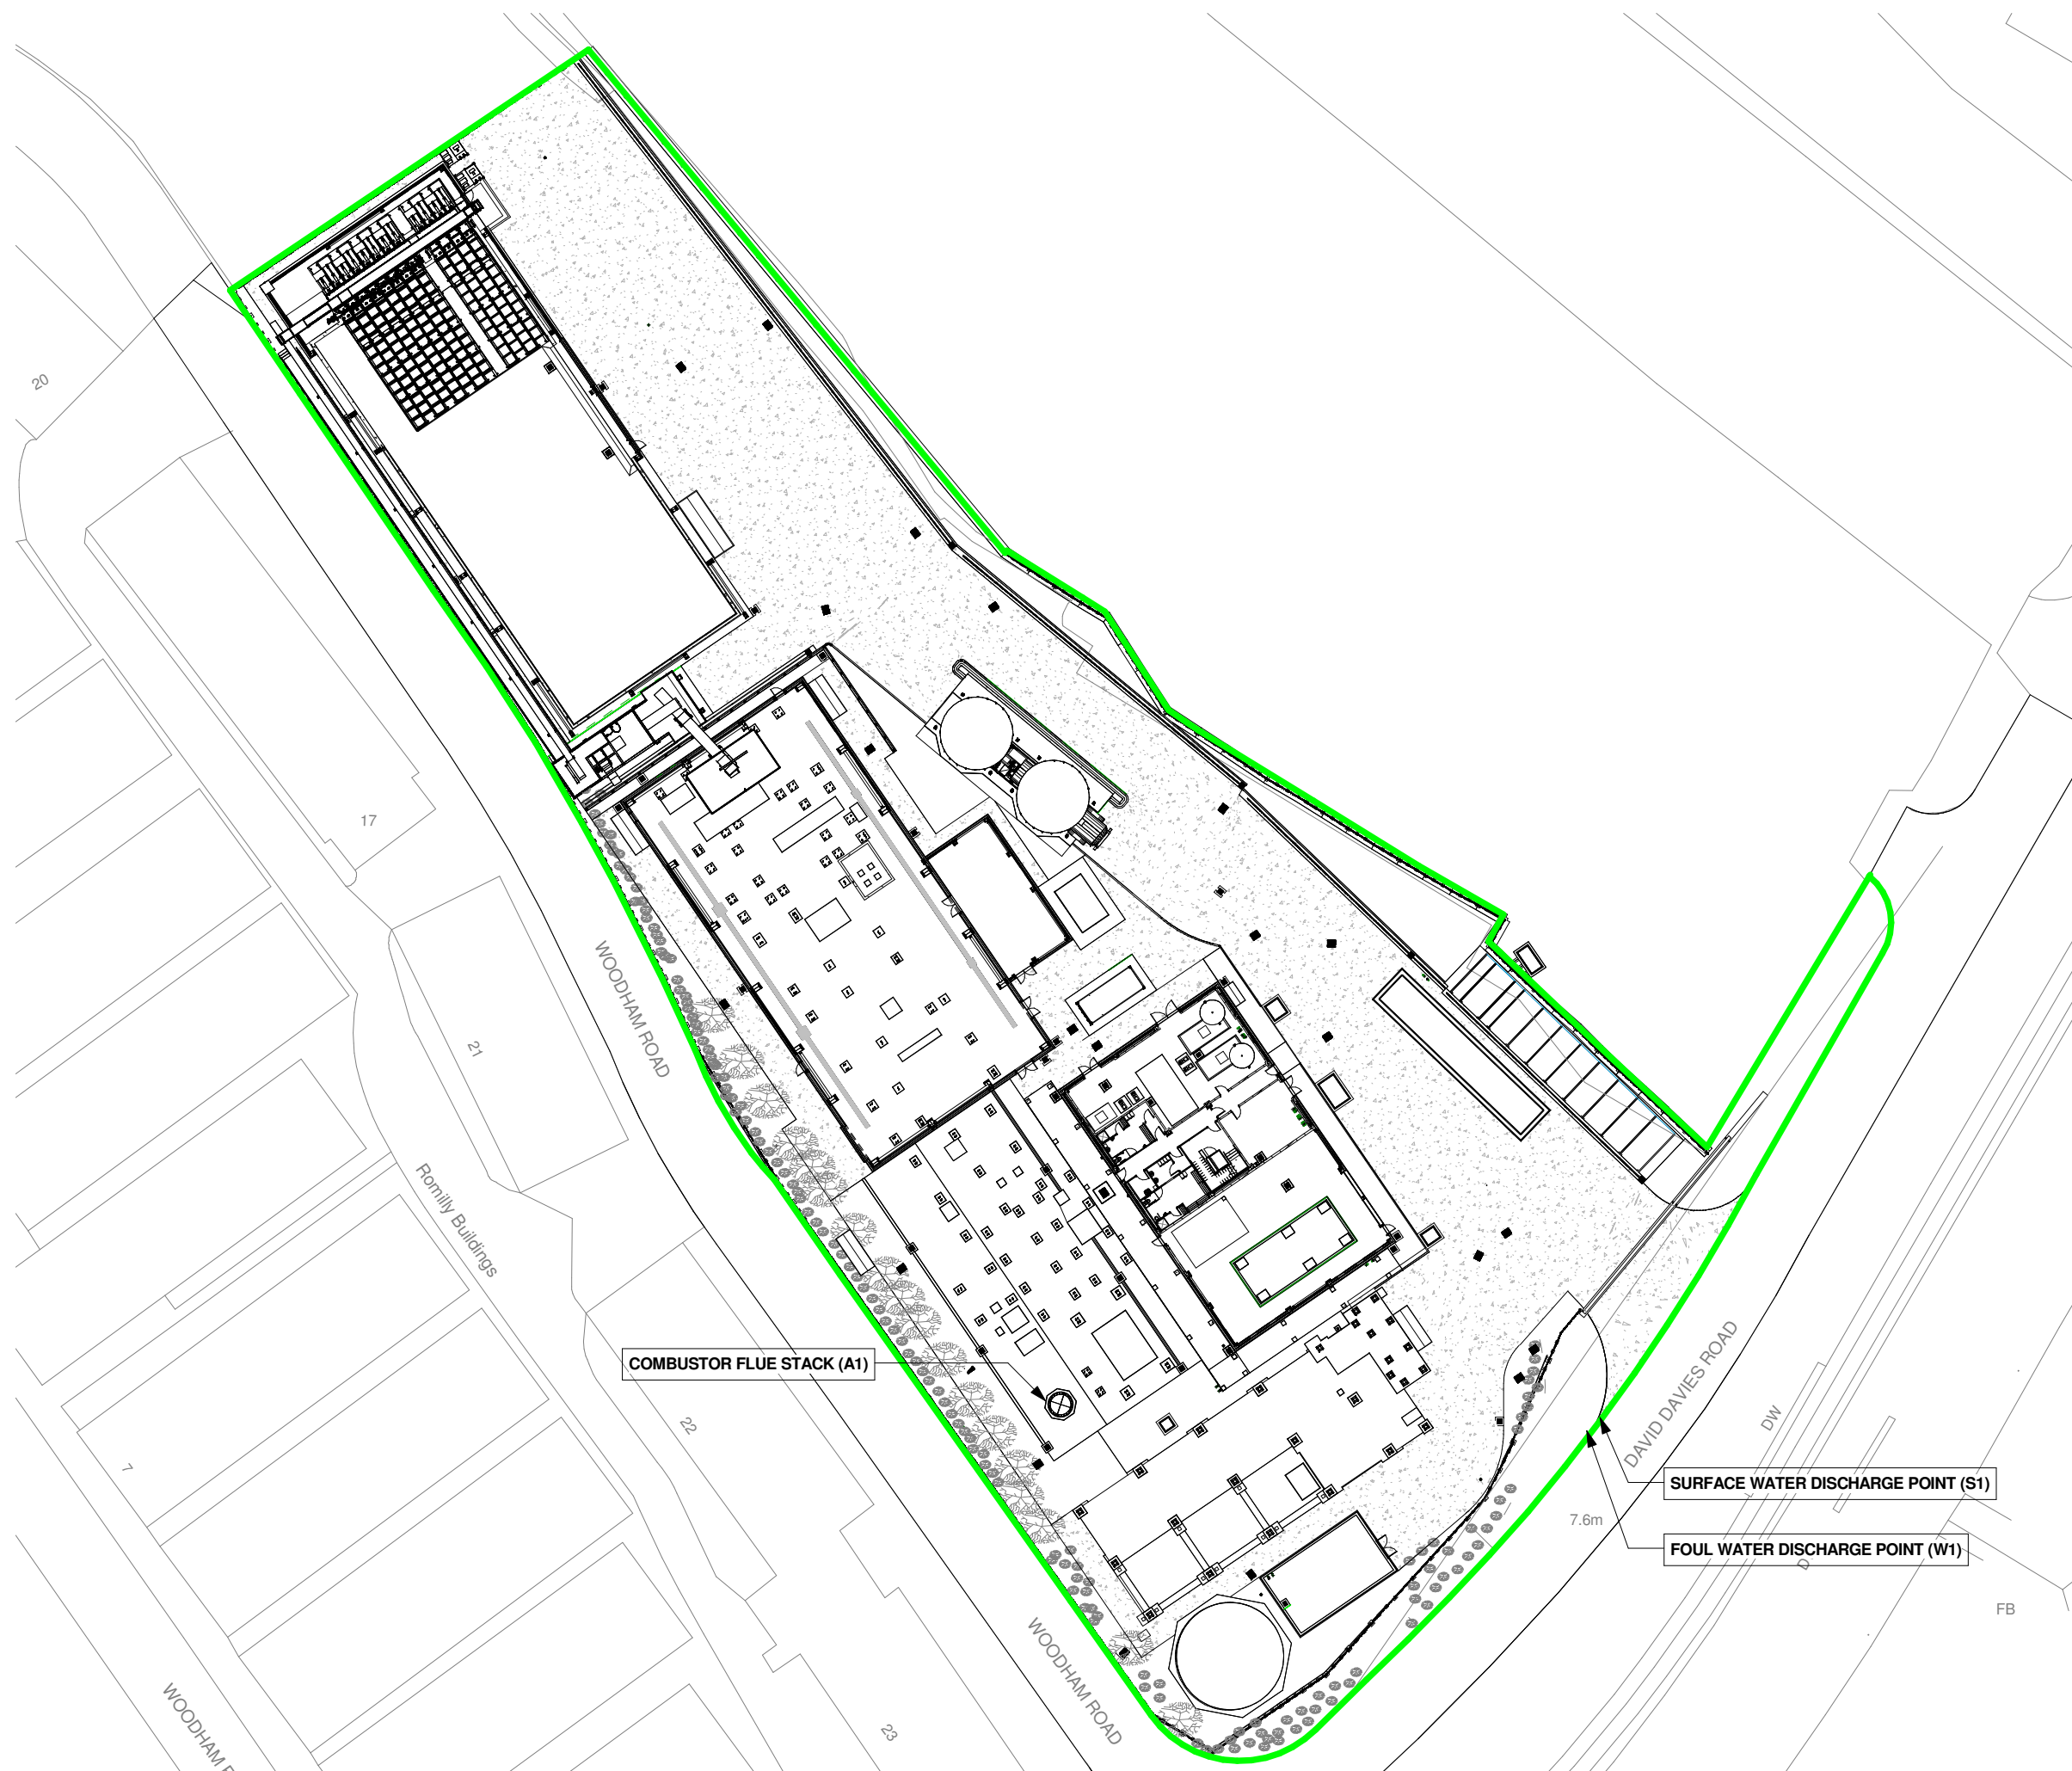 20
17
WOODHAM ROAD
21
Romilly Buildings
COMBUSTOR FLUE STACK (A1)
22
7
DAVID DAVIES ROAD
DW
SURFACE WATER DISCHARGE POINT (S1)
7.6m
FOUL WATER DISCHARGE POINT (W1)
D
FB
WOODHAM ROAD
WOODHAM R
23